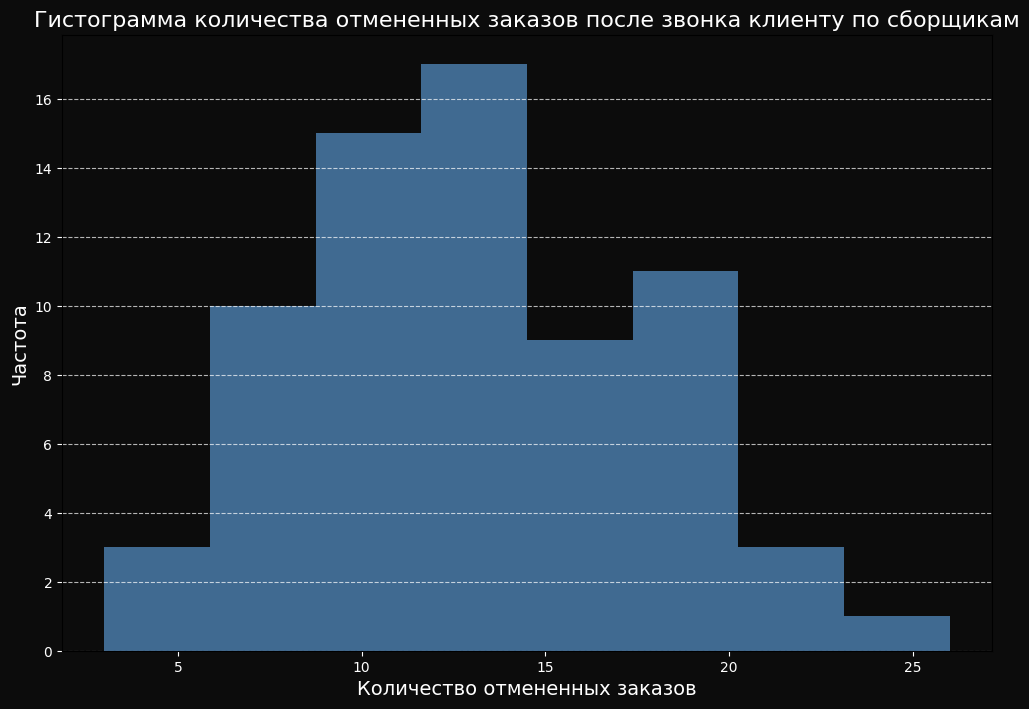 Гистограмма количества отмененных заказов после звонка клиенту по сборщикам
Частота
16
14
12
10
8
6
4
2
0
5 10 15 20 25
Количество отмененных заказов